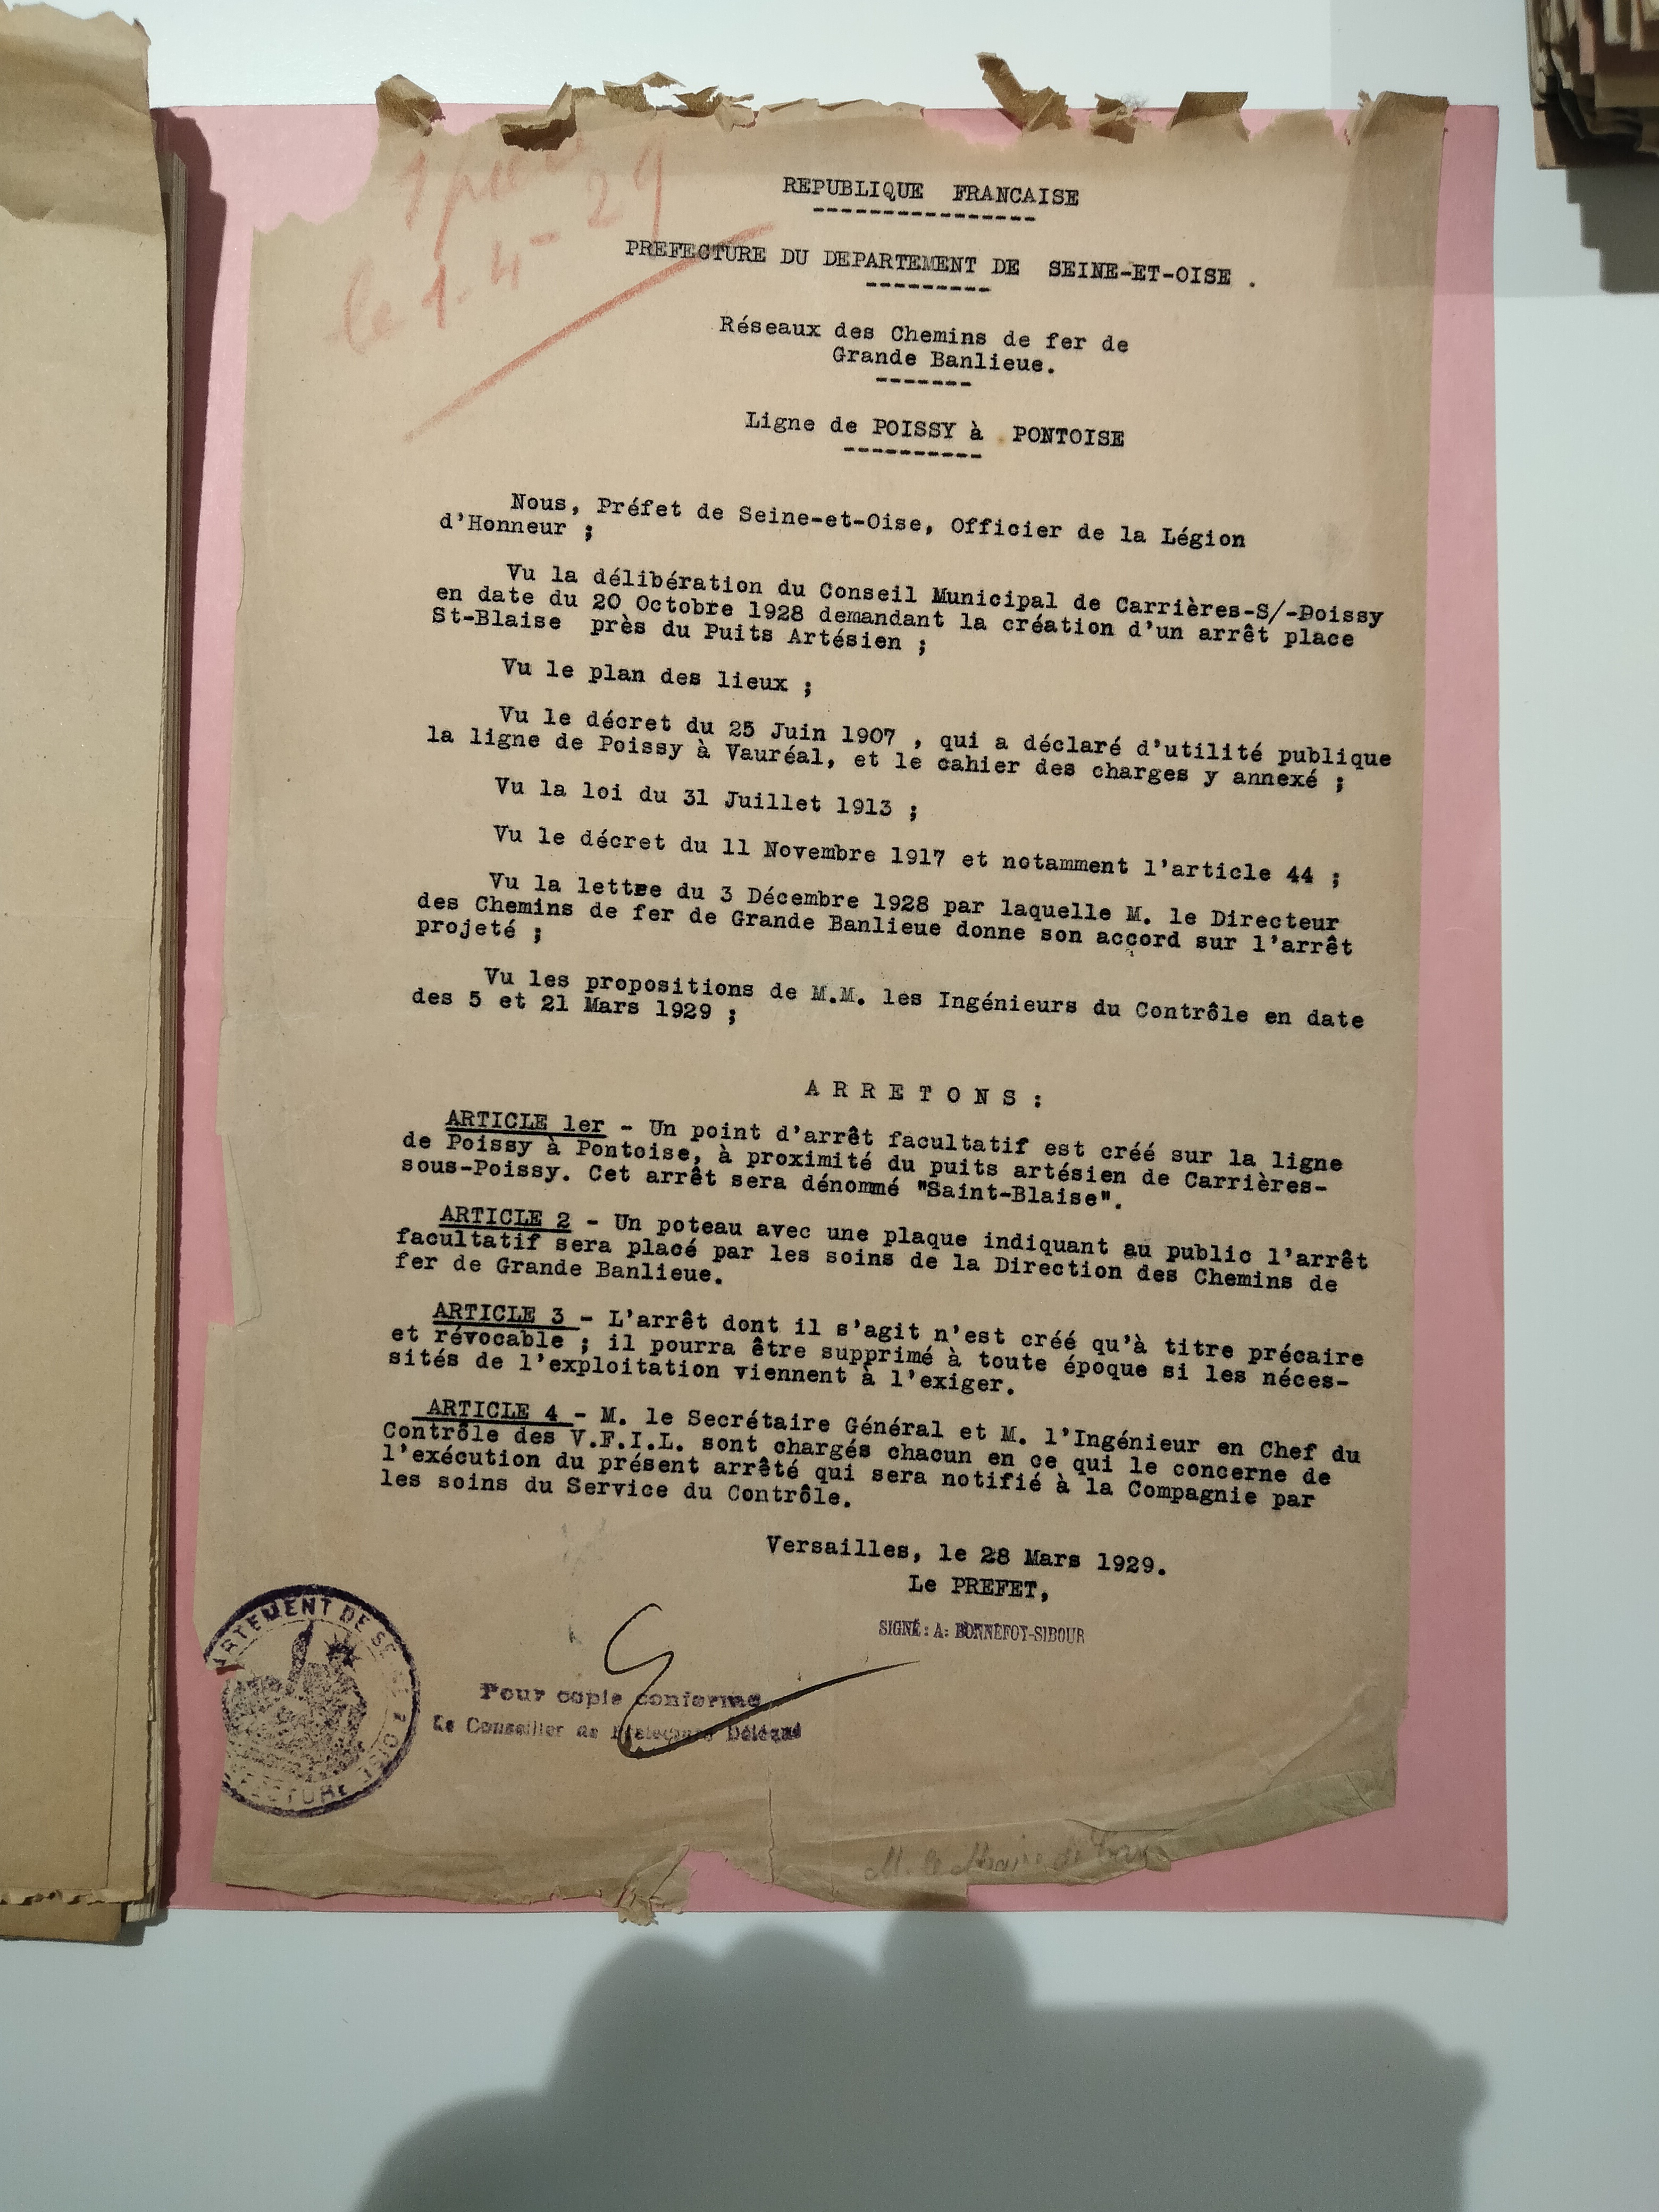 1 pièce
le 1-4-29
REPUBLIQUE FRANCAISE
PREFECTURE DU DEPARTEMENT DE SEINE-ET-OISE .
Réseaux des Chemins de fer de
Grande Banlieue.
Ligne de POISSY à PONTOISE
Nous, Préfet de Seine-et-Oise, Officier de la Légion
d'Honneur ;
Vu la délibération du Conseil Municipal de Carrières-S/-Poissy
en date du 20 Octobre 1928 demandant la création d'un arrêt place
St-Blaise près du Puits Artésien ;
Vu le plan des lieux ;
Vu le décret du 25 Juin 1907 , qui a déclaré d'utilité publique
la ligne de Poissy à Vauréal, et le cahier des charges y annexé ;
Vu la loi du 31 Juillet 1913 ;
Vu le décret du 11 Novembre 1917 et notamment l'article 44 ;
Vu la lettre du 3 Décembre 1928 par laquelle M. le Directeur
des Chemins de fer de Grande Banlieue donne son accord sur l'arrêt
projeté ;
Vu les propositions de M.M. les Ingénieurs du Contrôle en date
des 5 et 21 Mars 1929 ;
A R R E T O N S :
ARTICLE 1er - Un point d'arrêt facultatif est créé sur la ligne
de Poissy à Pontoise, à proximité du puits artésien de Carrières-
sous-Poissy. Cet arrêt sera dénommé "Saint-Blaise".
ARTICLE 2 - Un poteau avec une plaque indiquant au public l'arrêt
facultatif sera placé par les soins de la Direction des Chemins de
fer de Grande Banlieue.
ARTICLE 3 - L'arrêt dont il s'agit n'est créé qu'à titre précaire
et révocable ; il pourra être supprimé à toute époque si les néces-
sités de l'exploitation viennent à l'exiger.
ARTICLE 4 - M. le Secrétaire Général et M. l'Ingénieur en Chef du
Contrôle des V.F.I.L. sont chargés chacun en ce qui le concerne de
l'exécution du présent arrêté qui sera notifié à la Compagnie par
les soins du Service du Contrôle.
Versailles, le 28 Mars 1929.
Le PREFET,
SIGNÉ : A: BONNEFOY-SIBOUR
Pour copie conforme
Le Conseiller de Préfecture Délégué
M. le Maire de